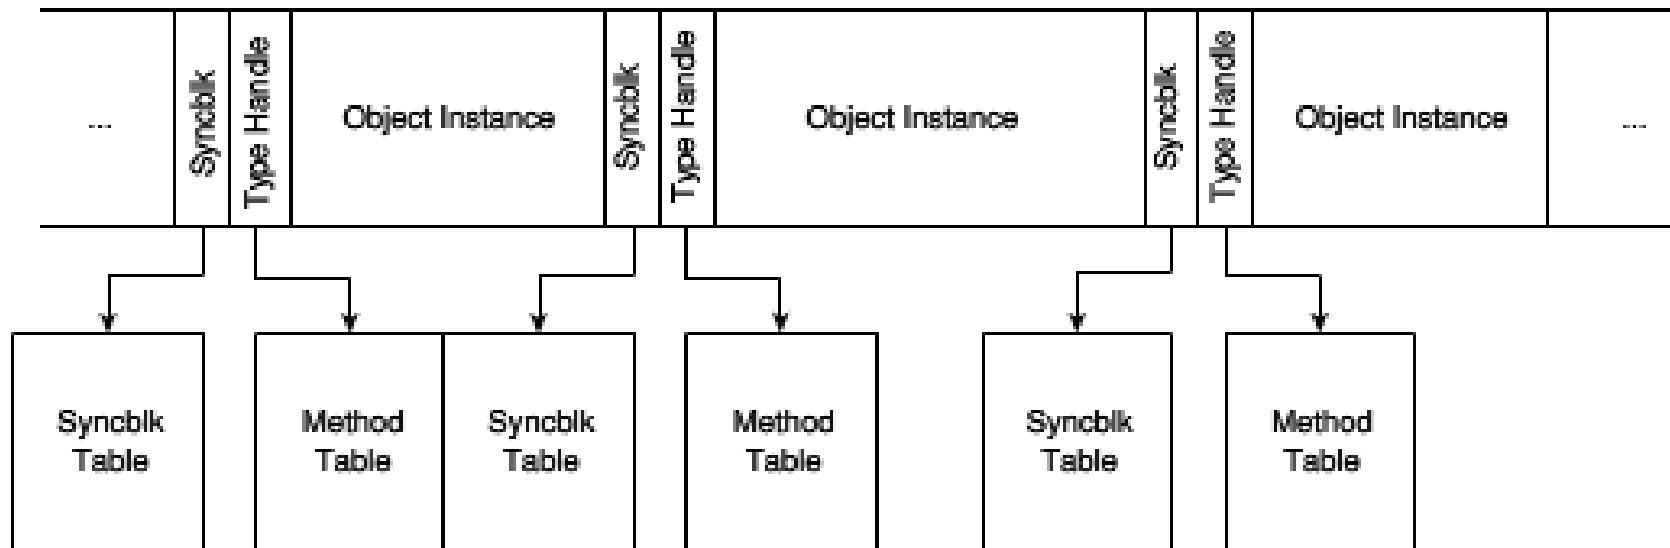 ...
Syncblk
Type Handle
Object Instance
Syncblk
Type Handle
Object Instance
Syncblk
Type Handle
Object Instance
...
Syncblk
Table
Method
Table
Syncblk
Table
Method
Table
Syncblk
Table
Method
Table